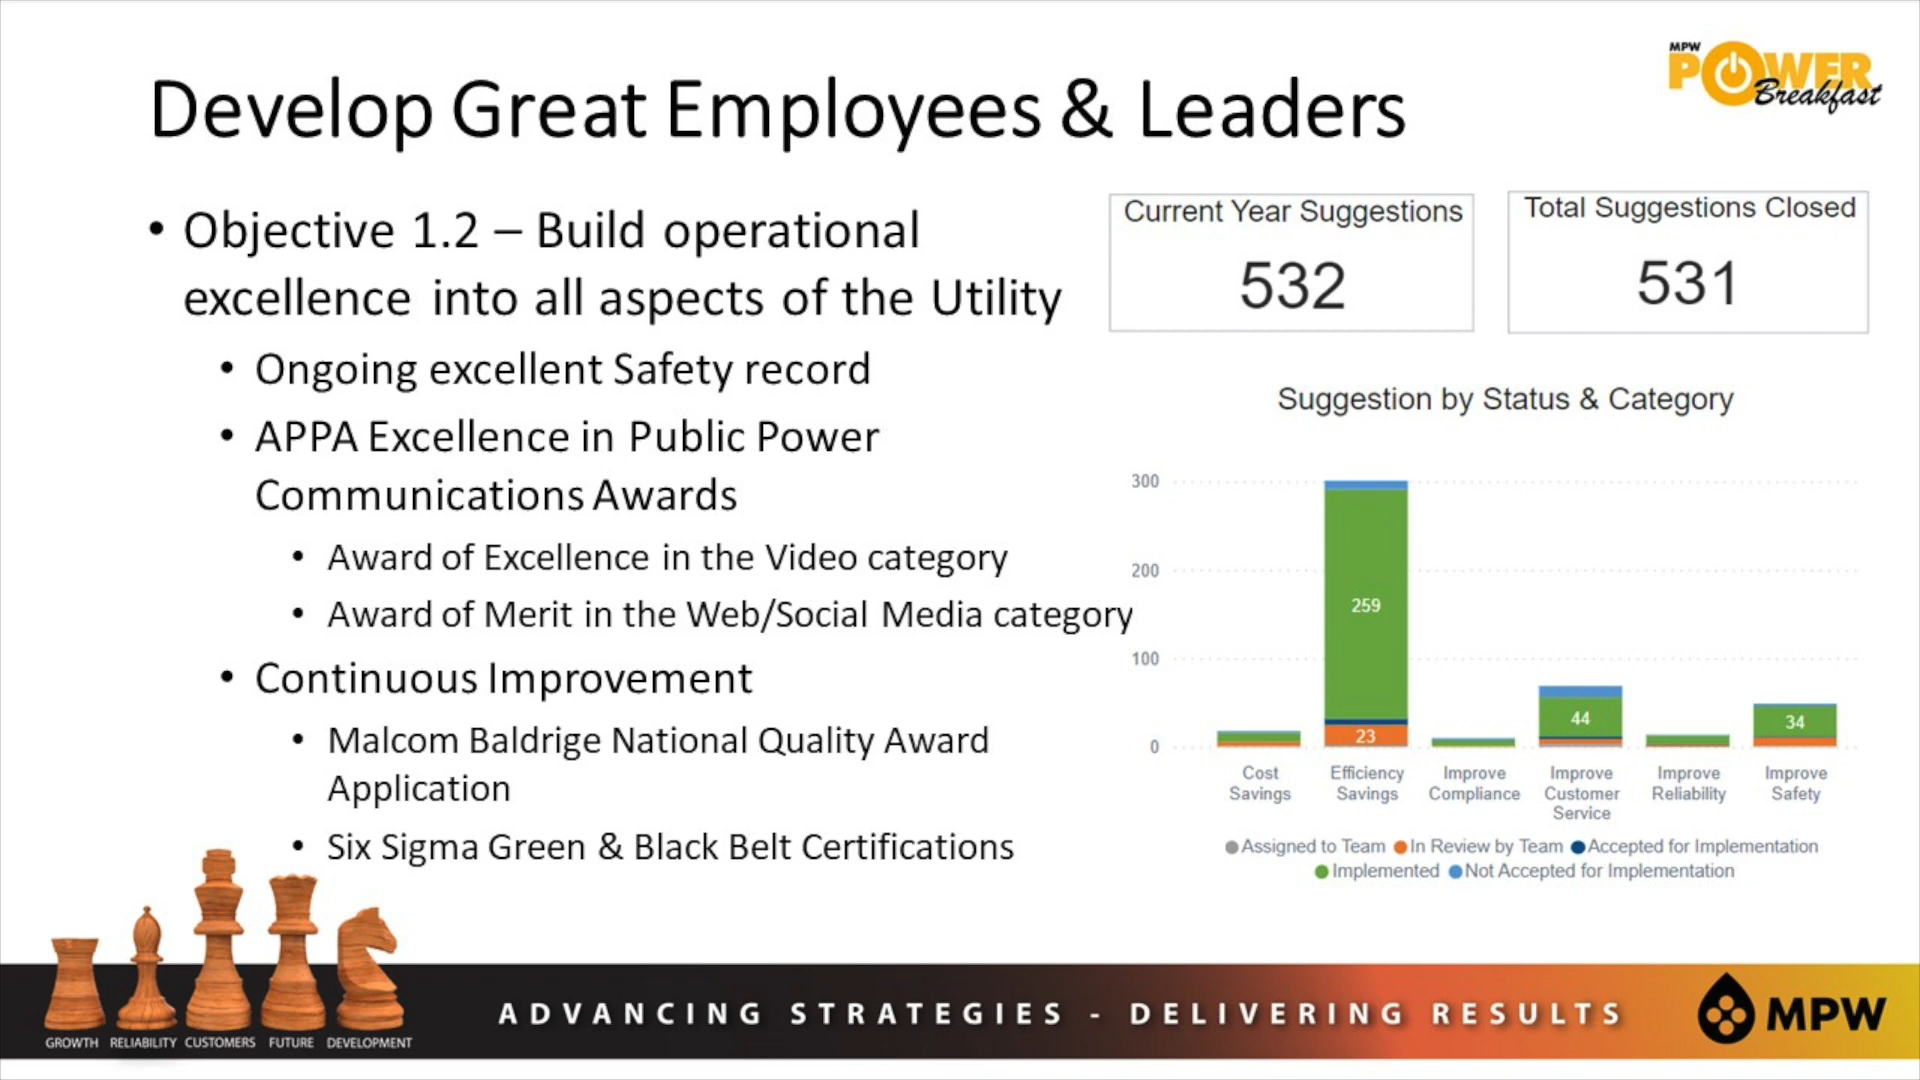 MPW
POWER
Breakfast
Develop Great Employees & Leaders
• Objective 1.2 – Build operational
excellence into all aspects of the Utility
• Ongoing excellent Safety record
• APPA Excellence in Public Power
Communications Awards
• Award of Excellence in the Video category
• Award of Merit in the Web/Social Media category
• Continuous Improvement
• Malcom Baldrige National Quality Award
Application
• Six Sigma Green & Black Belt Certifications
Current Year Suggestions
532
Total Suggestions Closed
531
Suggestion by Status & Category
300
200
100
0
259
23
44
34
Cost
Savings
Efficiency
Savings
Improve
Compliance
Improve
Customer
Service
Improve
Reliability
Improve
Safety
Assigned to Team In Review by Team Accepted for Implementation
Implemented Not Accepted for Implementation
GROWTH RELIABILITY CUSTOMERS FUTURE DEVELOPMENT
ADVANCING STRATEGIES - DELIVERING RESULTS
MPW